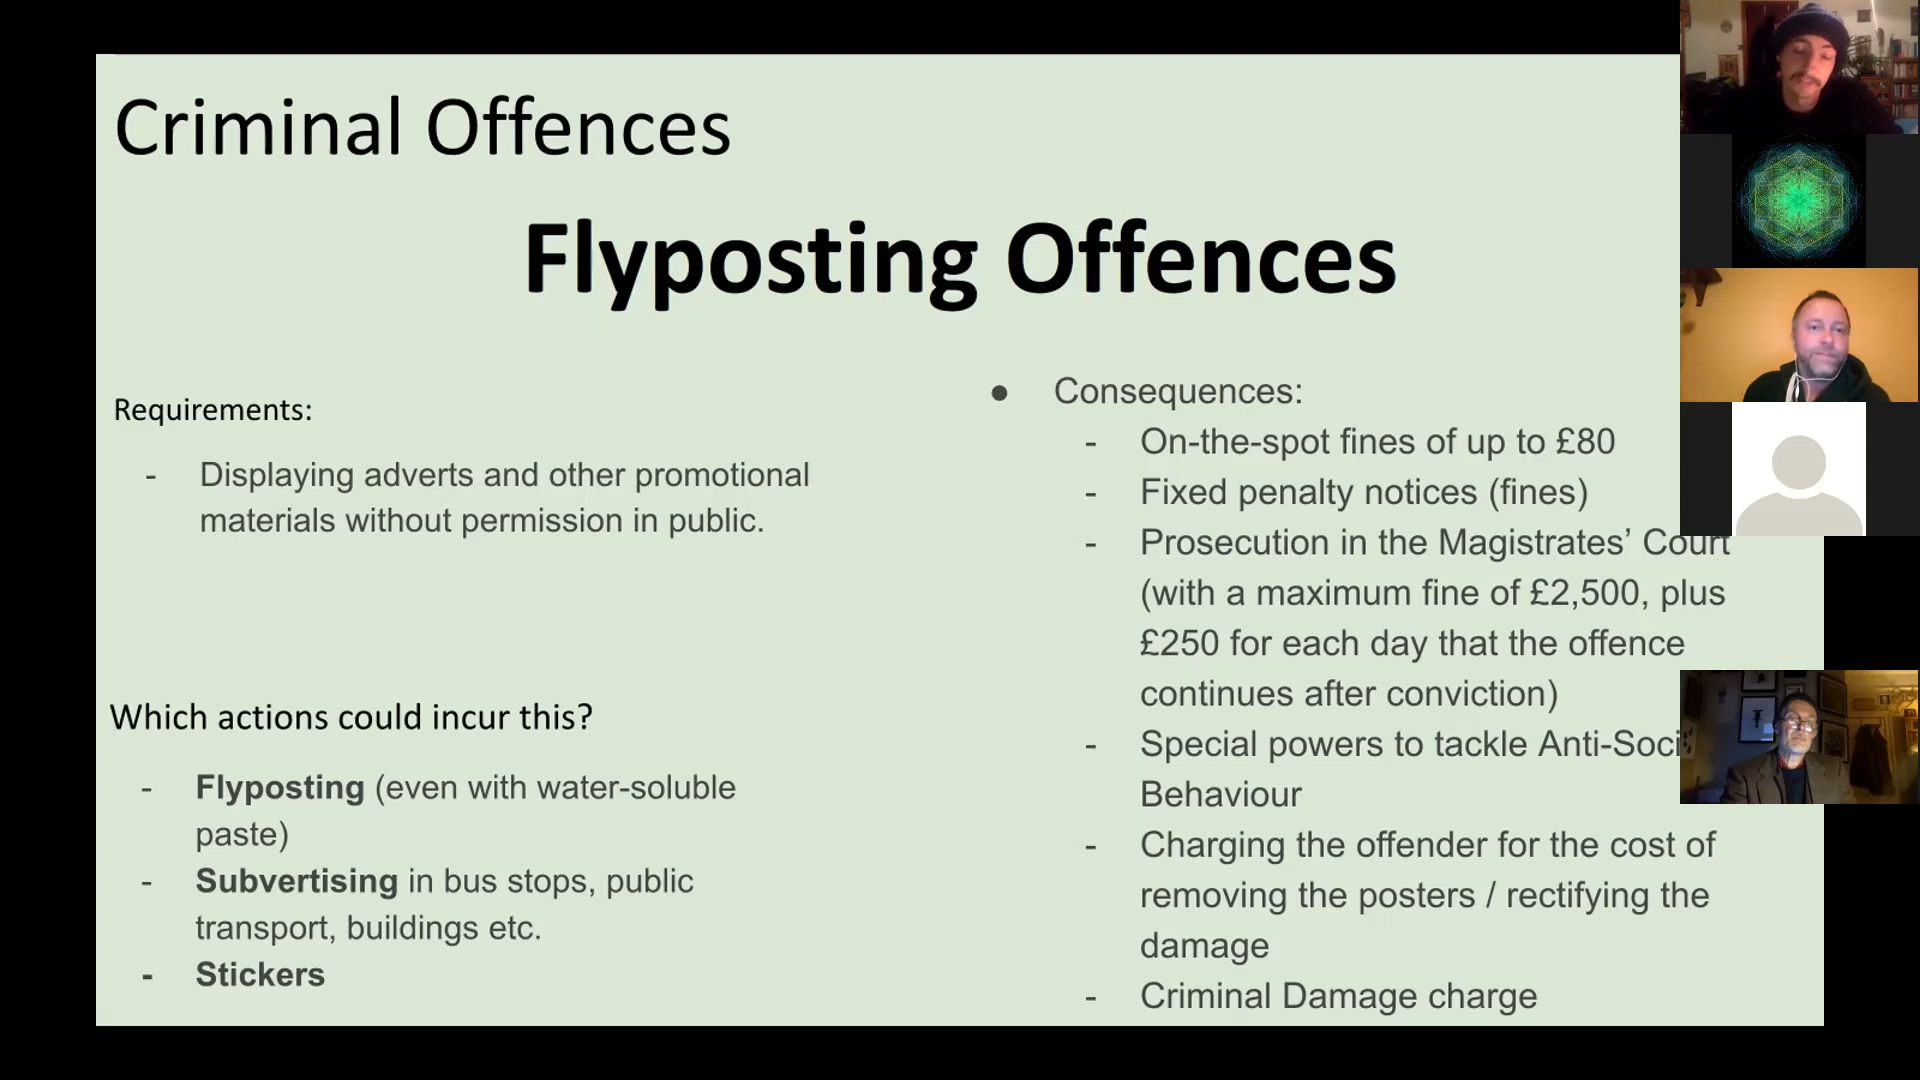 Criminal Offences
Flyposting Offences
Requirements:
- Displaying adverts and other promotional
materials without permission in public.
Which actions could incur this?
- Flyposting (even with water-soluble
paste)
- Subvertising in bus stops, public
transport, buildings etc.
- Stickers
● Consequences:
- On-the-spot fines of up to £80
- Fixed penalty notices (fines)
- Prosecution in the Magistrates’ Court
(with a maximum fine of £2,500, plus
£250 for each day that the offence
continues after conviction)
- Special powers to tackle Anti-Soci
Behaviour
- Charging the offender for the cost of
removing the posters / rectifying the
damage
- Criminal Damage charge